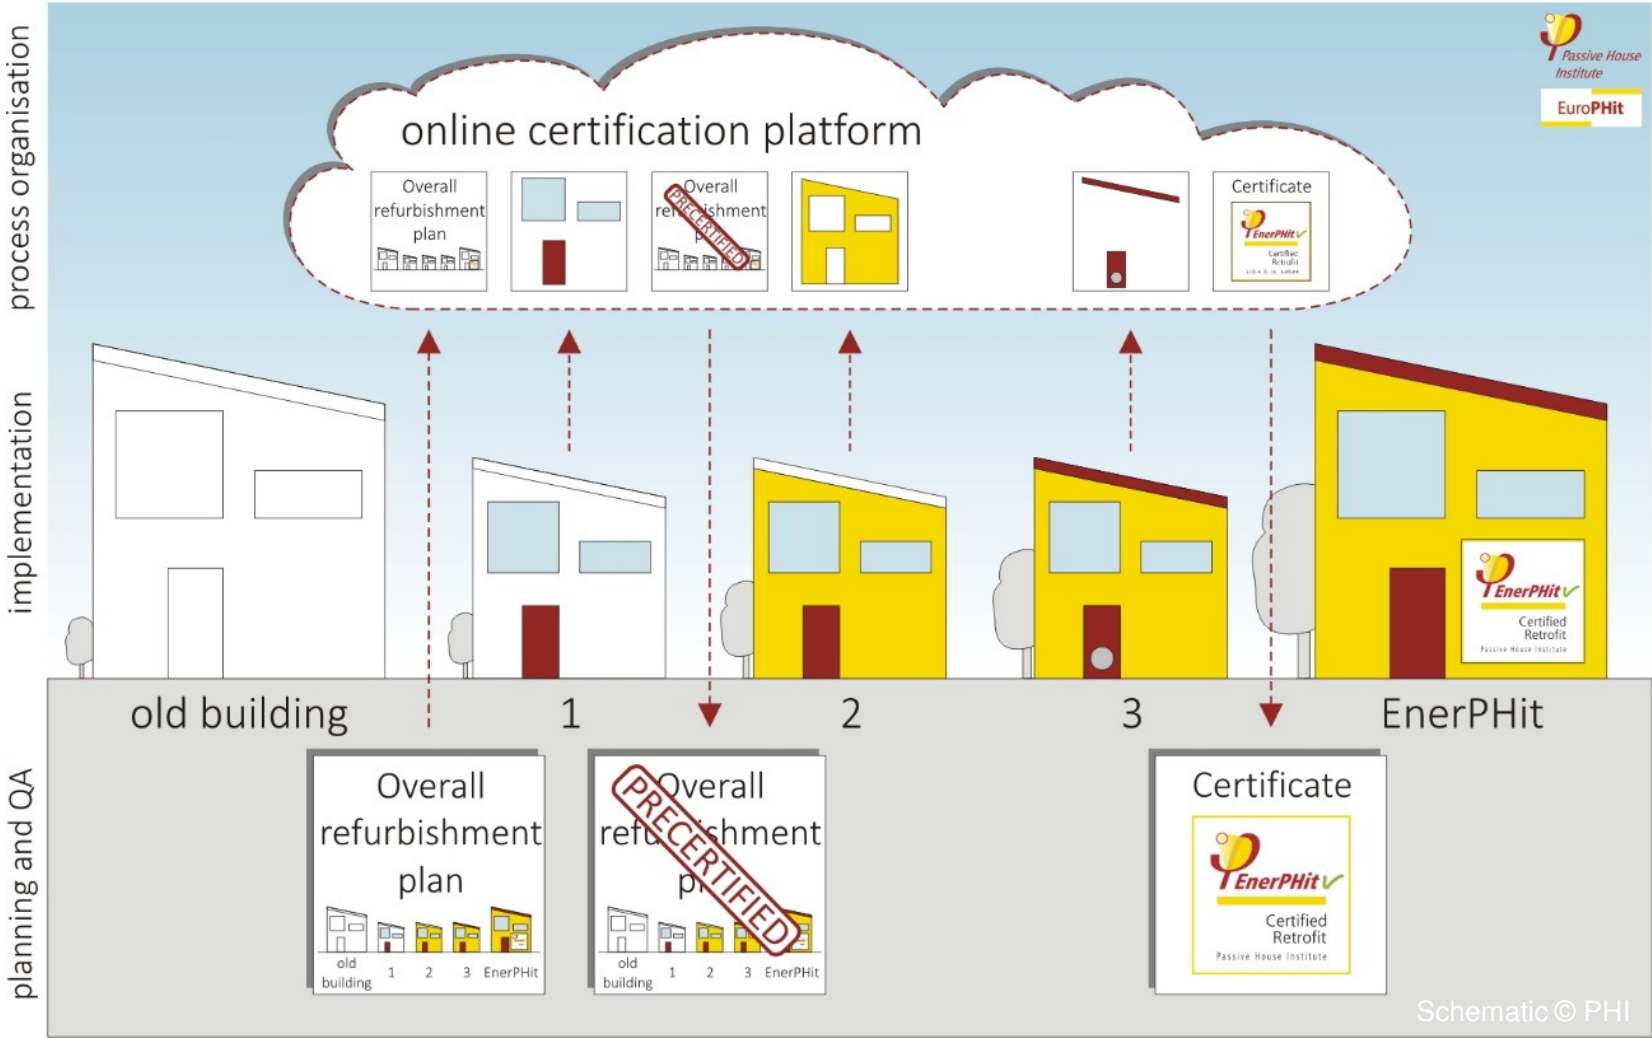 process organisation
implementation
planning and QA
Passive House
Institute
EuroPHit
online certification platform
Overall
refurbishment
plan
Overall
PRECERTIFIED
Certificate
EnerPHit
Certified
Retrofit
EnerPHit
Certified
Retrofit
Passive House Institute
old building
1
2
3
EnerPHit
Overall
refurbishment
plan
old
building
1
2
3
EnerPHit
Overall
refurbishment
PRECERTIFIED
old
building
1
2
3
EnerPHit
Certificate
EnerPHit
Certified
Retrofit
Passive House Institute
Schematic © PHI